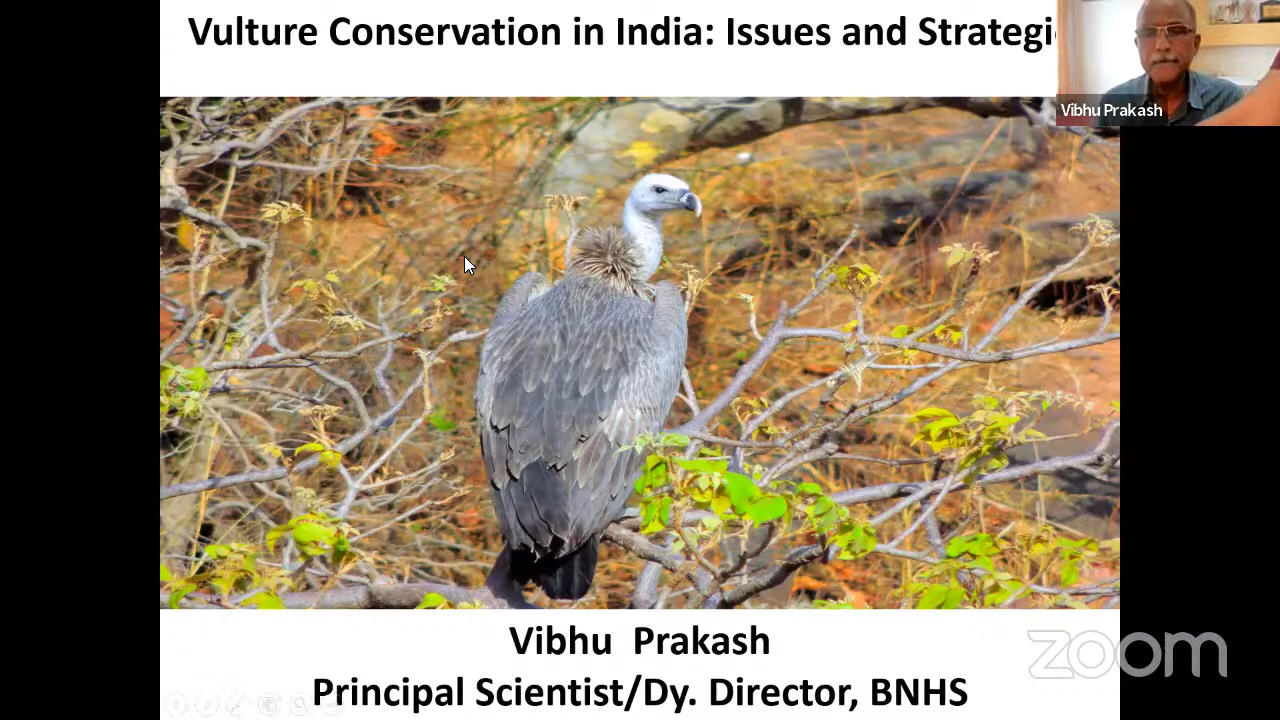 Vulture Conservation in India: Issues and Strategi
Vibhu Prakash
Vibhu  Prakash
Principal Scientist/Dy. Director, BNHS
zoom